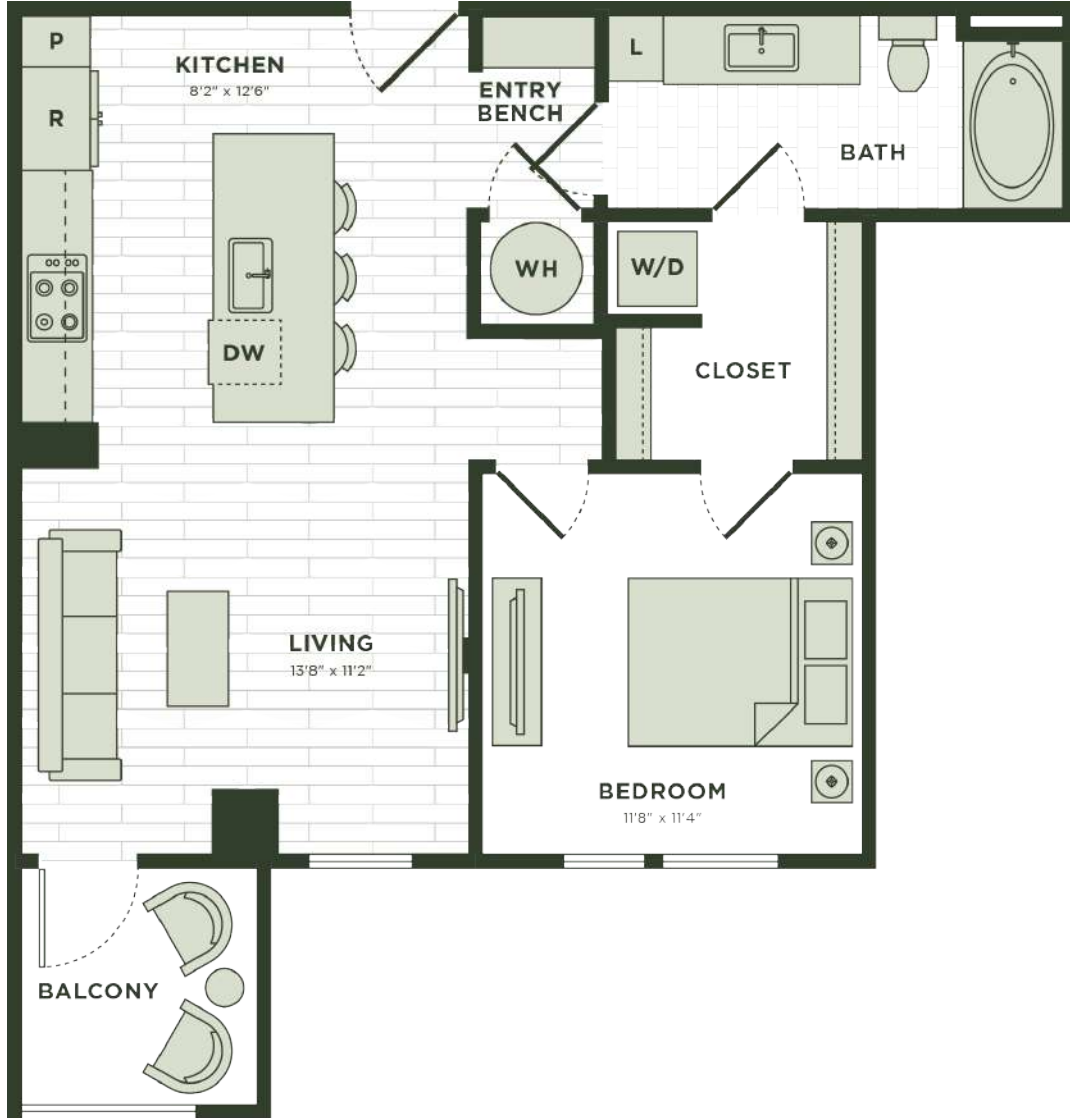 P
KITCHEN
8'2" x 12'6"
R
ENTRY
BENCH
L
BATH
WH
W/D
DW
CLOSET
LIVING
13'8" x 11'2"
BEDROOM
11'8" x 11'4"
BALCONY